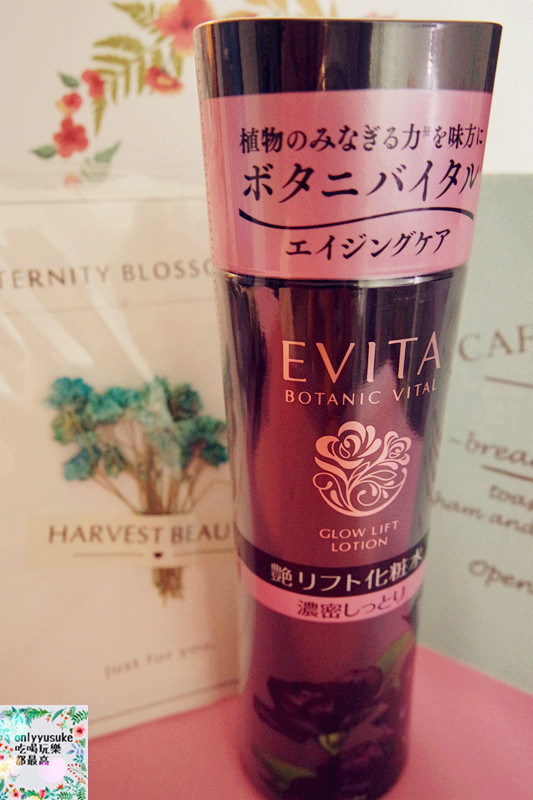 植物のみなぎる力※を味方に
ボタニバイタル
エイジングケア
EVITA
BOTANIC VITAL
GLOW LIFT
LOTION
艶リフト化粧水
濃密しっとり
TERNITY BLOSSO
HARVEST BEAU
just for you
CAF
brea
toas
ham and
Open
onlyyusuke
吃喝玩樂
都最高